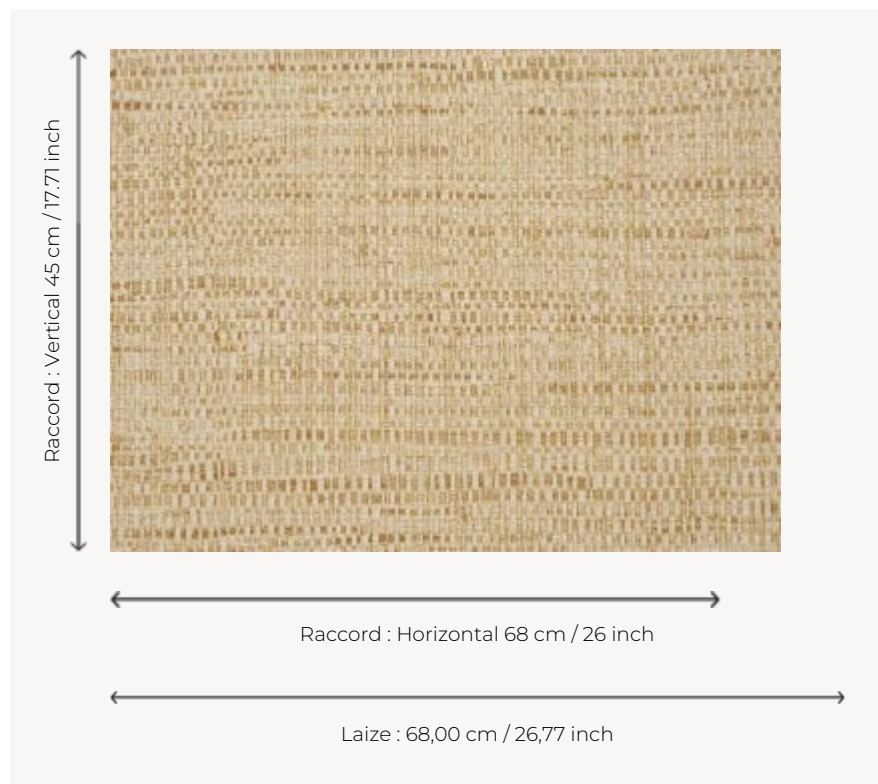 Raccord : Vertical 45 cm / 17.71 inch
Raccord : Horizontal 68 cm / 26 inch
Laize : 68,00 cm / 26,77 inch